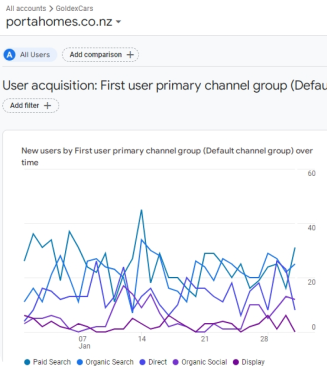 All accounts > GoldexCars
portahomes.co.nz
A All Users Add comparison +
User acquisition: First user primary channel group (Defau
Add filter +
New users by First user primary channel group (Default channel group) over
time
60
40
20
0
07 14 21 28
Jan
Paid Search Organic Search Direct Organic Social Display